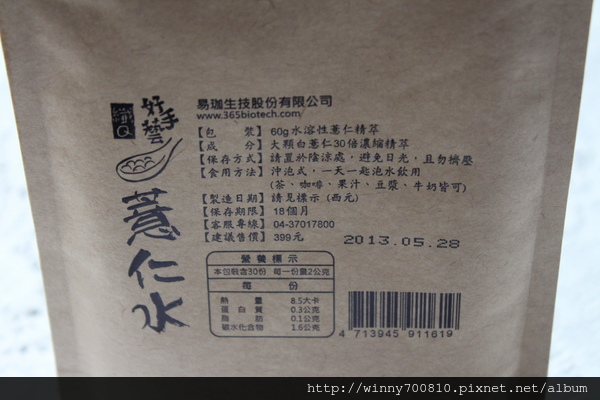 纖Q
好手藝
薏仁水
易珈生技股份有限公司
www.365biotech.com
【包　　裝】60g水溶性薏仁精萃
【成　　分】大顆白薏仁30倍濃縮精萃
【保存方式】請置於陰涼處，避免日光，且勿擠壓
【食用方法】沖泡式，一天一匙泡水飲用
(茶、咖啡、果汁、豆漿、牛奶皆可)
【製造日期】請見標示 (西元)
【保存期限】18個月
【客服專線】04-37017800
【建議售價】399元
2013.05.28
營養標示
本包裝含30份 每一份量2公克
每　份
熱　量 8.5大卡
蛋白質 0.3公克
脂　肪 0.1公克
碳水化合物 1.6公克
4 713945 911619
http://winny700810.pixnet.net/album